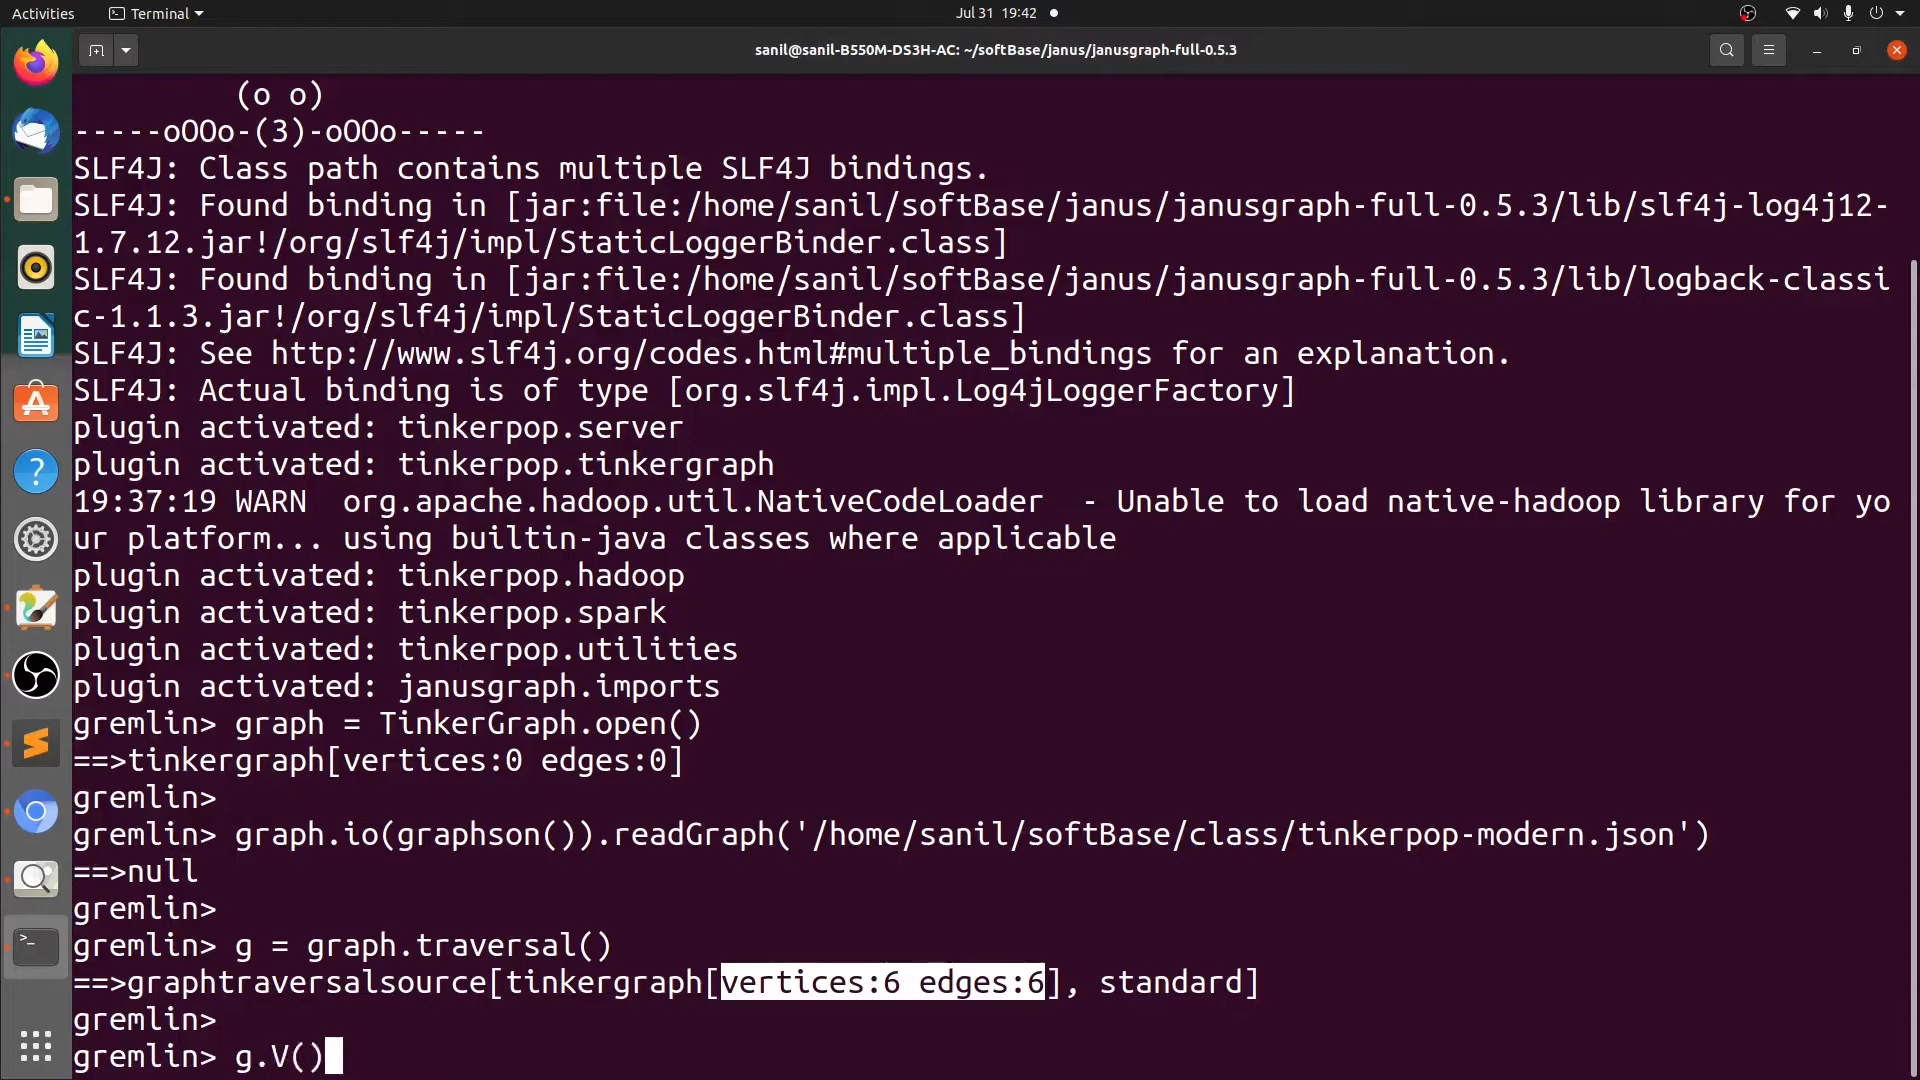 Activities
Terminal
Jul 31 19:42
sanil@sanil-B550M-DS3H-AC: ~/softBase/janus/janusgraph-full-0.5.3
(o o)
-----oOOo-(3)-oOOo-----
SLF4J: Class path contains multiple SLF4J bindings.
SLF4J: Found binding in [jar:file:/home/sanil/softBase/janus/janusgraph-full-0.5.3/lib/slf4j-log4j12-
1.7.12.jar!/org/slf4j/impl/StaticLoggerBinder.class]
SLF4J: Found binding in [jar:file:/home/sanil/softBase/janus/janusgraph-full-0.5.3/lib/logback-classi
c-1.1.3.jar!/org/slf4j/impl/StaticLoggerBinder.class]
SLF4J: See http://www.slf4j.org/codes.html#multiple_bindings for an explanation.
SLF4J: Actual binding is of type [org.slf4j.impl.Log4jLoggerFactory]
plugin activated: tinkerpop.server
plugin activated: tinkerpop.tinkergraph
19:37:19 WARN  org.apache.hadoop.util.NativeCodeLoader  - Unable to load native-hadoop library for yo
ur platform... using builtin-java classes where applicable
plugin activated: tinkerpop.hadoop
plugin activated: tinkerpop.spark
plugin activated: tinkerpop.utilities
plugin activated: janusgraph.imports
gremlin> graph = TinkerGraph.open()
==>tinkergraph[vertices:0 edges:0]
gremlin>
gremlin> graph.io(graphson()).readGraph('/home/sanil/softBase/class/tinkerpop-modern.json')
==>null
gremlin>
gremlin> g = graph.traversal()
==>graphtraversalsource[tinkergraph[vertices:6 edges:6], standard]
gremlin>
gremlin> g.V()